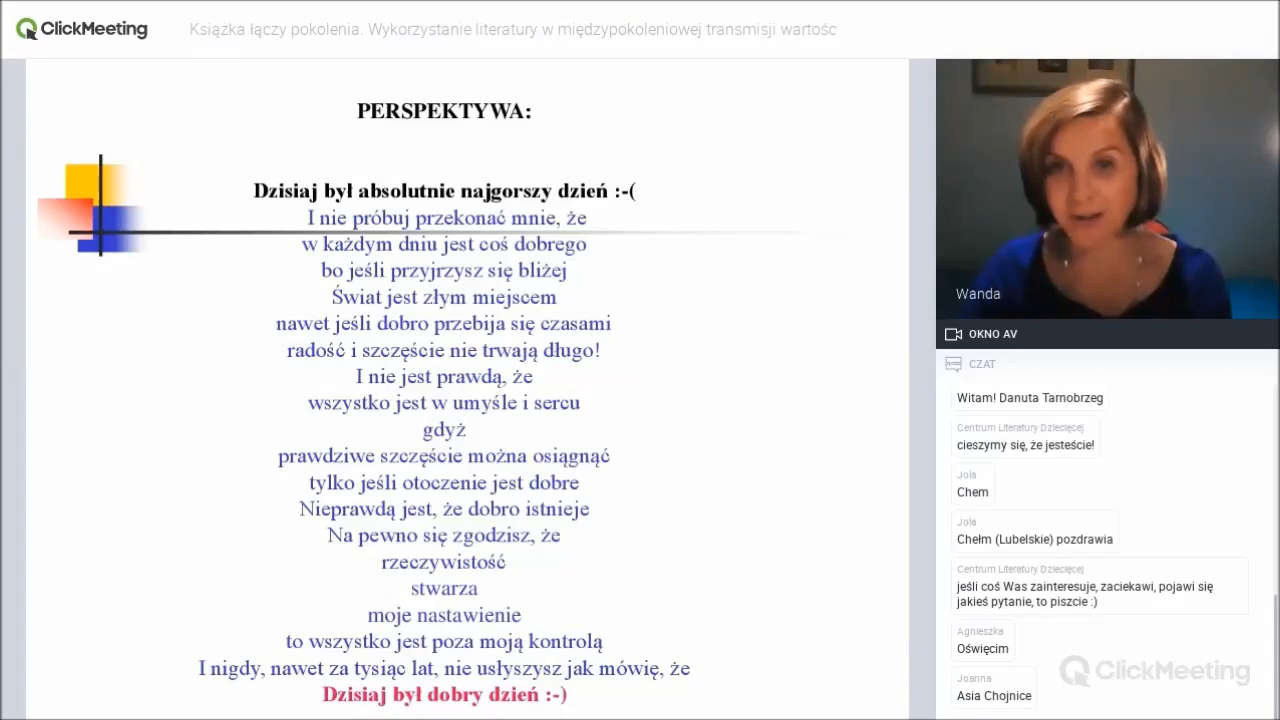 ClickMeeting
Książka łączy pokolenia. Wykorzystanie literatury w międzypokoleniowej transmisji wartośc
PERSPEKTYWA:
Dzisiaj był absolutnie najgorszy dzień :-(
I nie próbuj przekonać mnie, że
w każdym dniu jest coś dobrego
bo jeśli przyjrzysz się bliżej
Świat jest złym miejscem
nawet jeśli dobro przebija się czasami
radość i szczęście nie trwają długo!
I nie jest prawdą, że
wszystko jest w umyśle i sercu
gdyż
prawdziwe szczęście można osiągnąć
tylko jeśli otoczenie jest dobre
Nieprawdą jest, że dobro istnieje
Na pewno się zgodzisz, że
rzeczywistość
stwarza
moje nastawienie
to wszystko jest poza moją kontrolą
I nigdy, nawet za tysiąc lat, nie usłyszysz jak mówię, że
Dzisiaj był dobry dzień :-)
Wanda
OKNO AV
CZAT
Witam! Danuta Tarnobrzeg
Centrum Literatury Dziecięcej
cieszymy się, że jesteście!
Jola
Chem
Jola
Chełm (Lubelskie) pozdrawia
Centrum Literatury Dziecięcej
jeśli coś Was zainteresuje, zaciekawi, pojawi się
jakieś pytanie, to piszcie :)
Agnieszka
Oświęcim
Joanna
Asia Chojnice
ClickMeeting